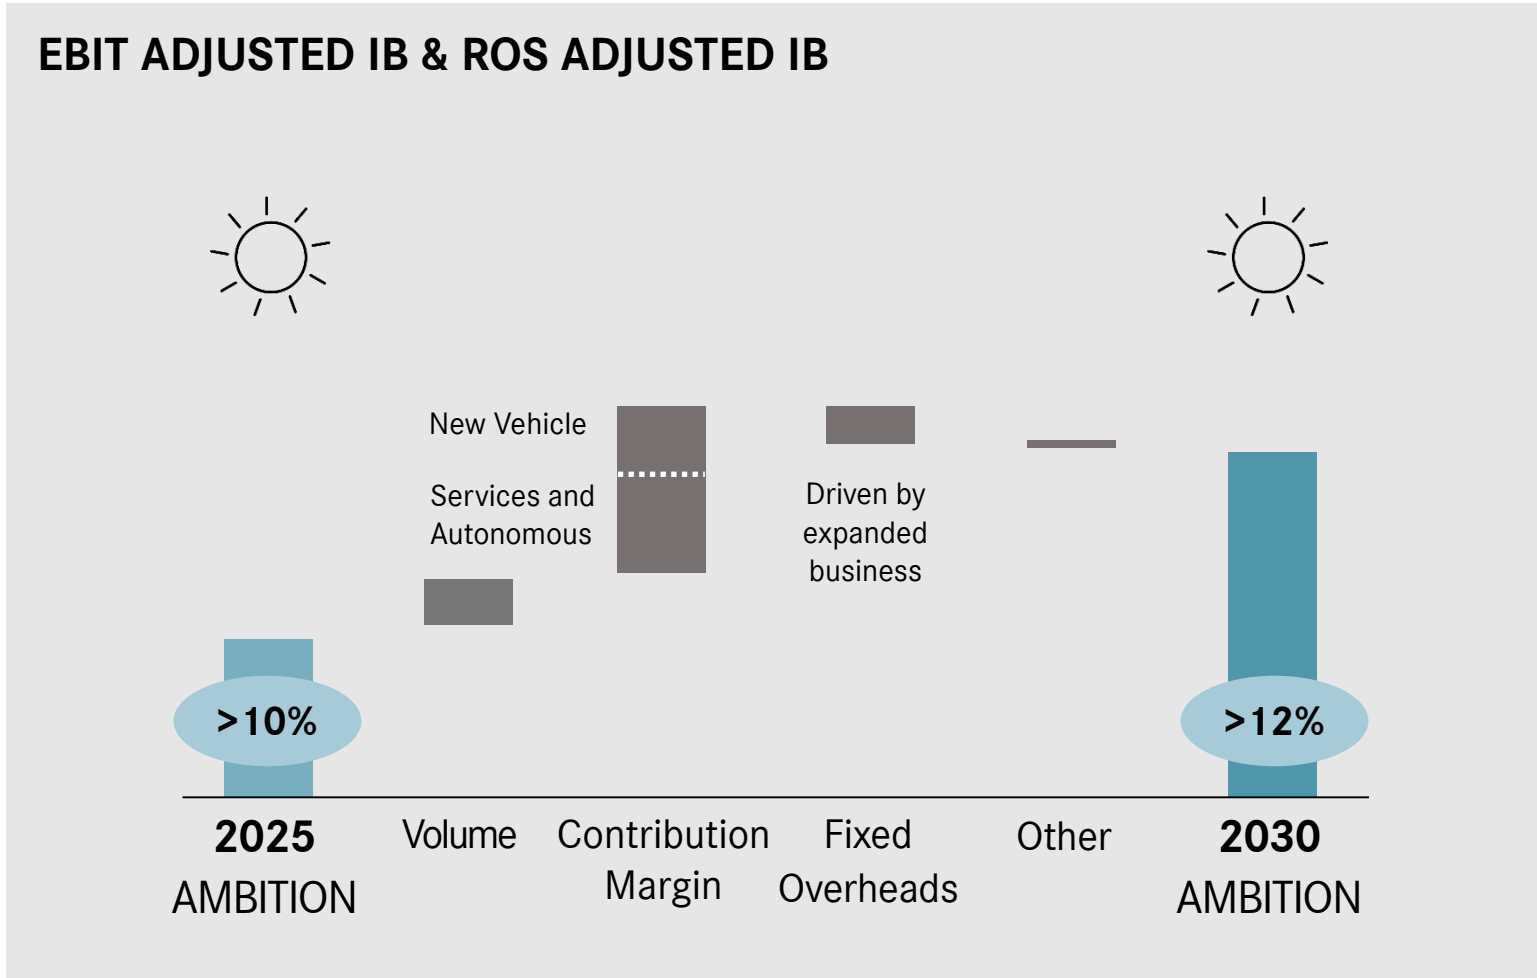 EBIT ADJUSTED IB & ROS ADJUSTED IB
New Vehicle
Services and
Autonomous
Driven by
expanded
business
>10%
>12%
2025
AMBITION
Volume
Contribution
Margin
Fixed
Overheads
Other
2030
AMBITION